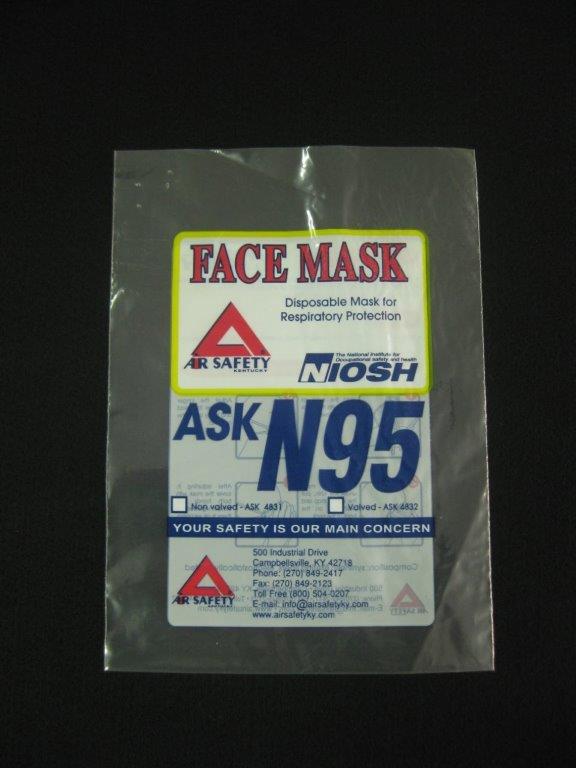 FACE MASK
Disposable Mask for
Respiratory Protection
AIR SAFETY
KENTUCKY
The National Institute for
Occupational safety and health
NIOSH
ASK N95
Non valved - ASK 4831
Valved - ASK 4832
YOUR SAFETY IS OUR MAIN CONCERN
500 Industrial Drive
Campbellsville, KY 42718
Phone: (270) 849-2417
Fax: (270) 849-2123
Toll Free (800) 504-0207
E-mail: info@airsafetyky.com
www.airsafetyky.com
AIR SAFETY
KENTUCKY